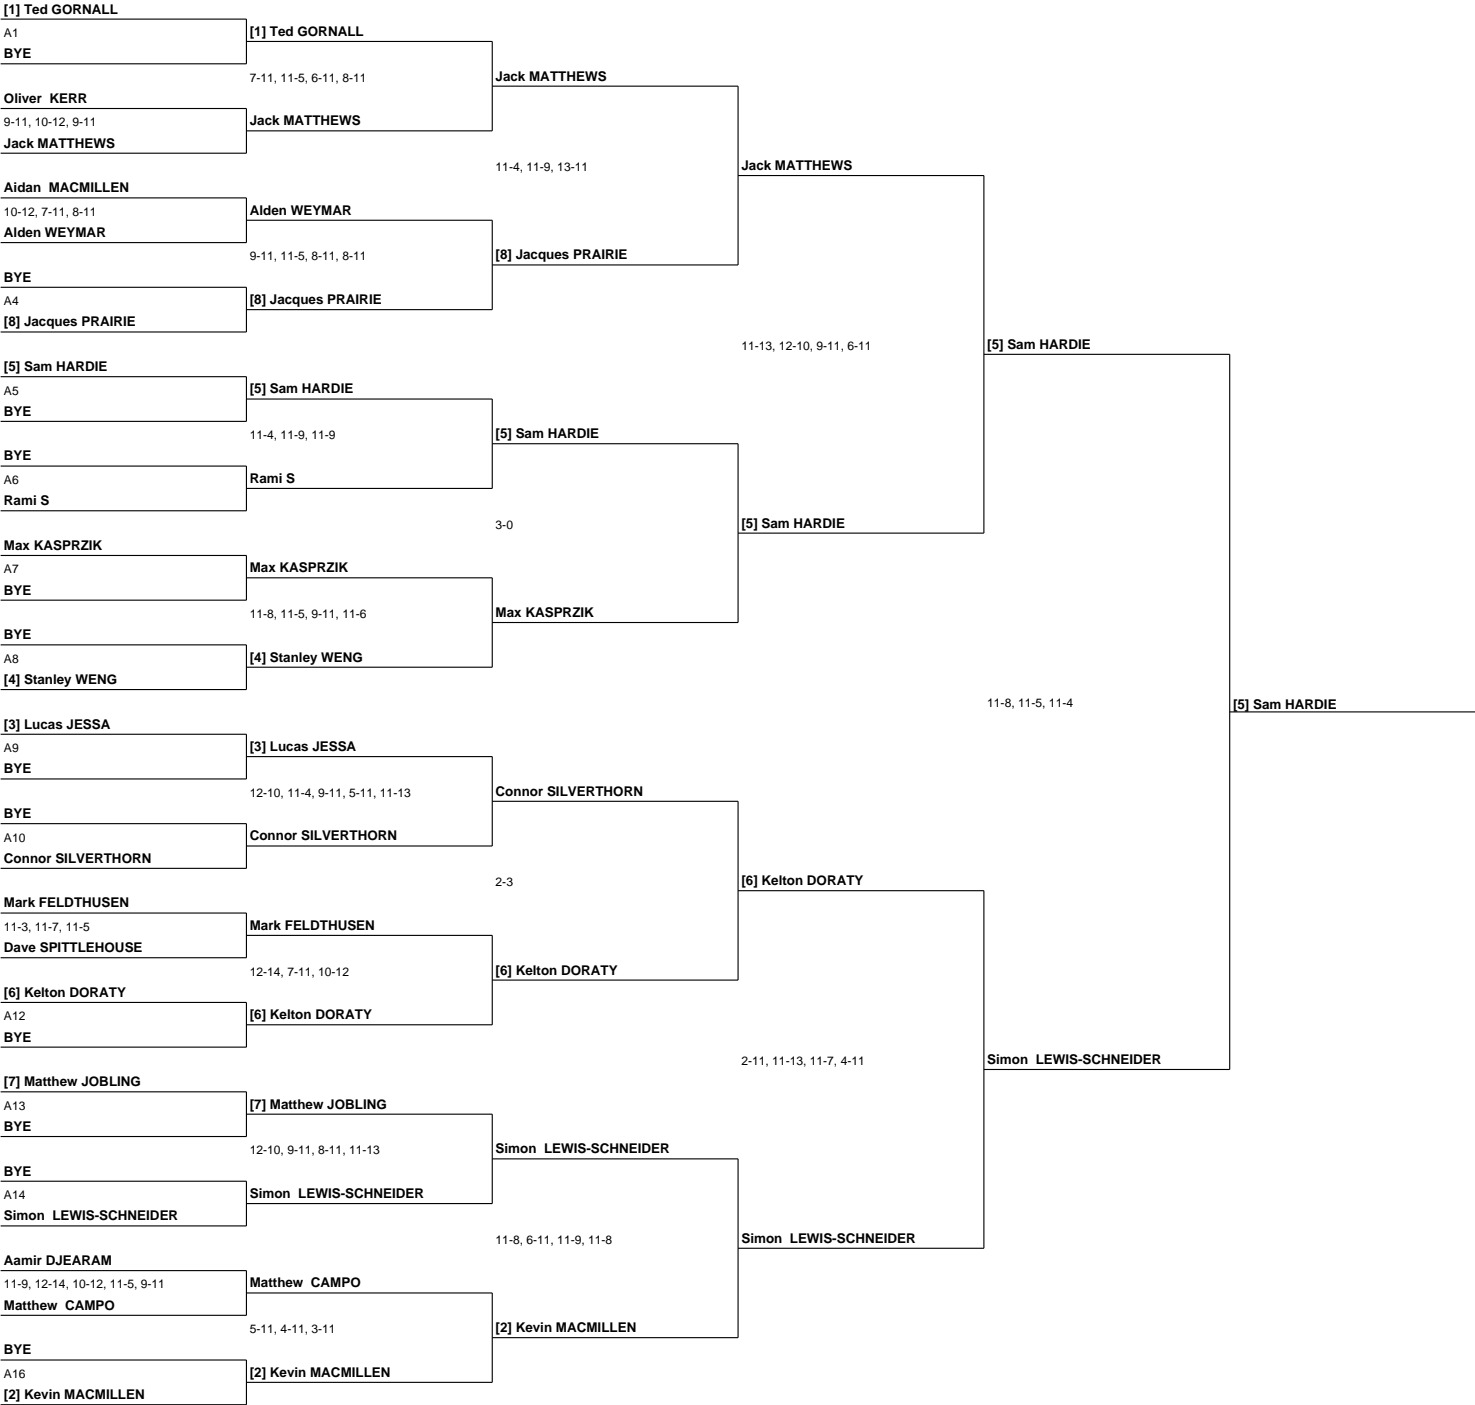 [1] Ted GORNALL
A1
BYE
[1] Ted GORNALL
7-11, 11-5, 6-11, 8-11
Jack MATTHEWS
Oliver  KERR
9-11, 10-12, 9-11
Jack MATTHEWS
Jack MATTHEWS
11-4, 11-9, 13-11
Jack MATTHEWS
Aidan  MACMILLEN
10-12, 7-11, 8-11
Alden WEYMAR
Alden WEYMAR
9-11, 11-5, 8-11, 8-11
[8] Jacques PRAIRIE
BYE
A4
[8] Jacques PRAIRIE
[8] Jacques PRAIRIE
11-13, 12-10, 9-11, 6-11
[5] Sam HARDIE
[5] Sam HARDIE
A5
BYE
[5] Sam HARDIE
11-4, 11-9, 11-9
[5] Sam HARDIE
BYE
A6
Rami S
Rami S
3-0
[5] Sam HARDIE
Max KASPRZIK
A7
BYE
Max KASPRZIK
11-8, 11-5, 9-11, 11-6
Max KASPRZIK
BYE
A8
[4] Stanley WENG
[4] Stanley WENG
11-8, 11-5, 11-4
[5] Sam HARDIE
[3] Lucas JESSA
A9
BYE
[3] Lucas JESSA
12-10, 11-4, 9-11, 5-11, 11-13
Connor SILVERTHORN
BYE
A10
Connor SILVERTHORN
Connor SILVERTHORN
2-3
[6] Kelton DORATY
Mark FELDTHUSEN
11-3, 11-7, 11-5
Dave SPITTLEHOUSE
Mark FELDTHUSEN
12-14, 7-11, 10-12
[6] Kelton DORATY
[6] Kelton DORATY
A12
BYE
[6] Kelton DORATY
2-11, 11-13, 11-7, 4-11
Simon  LEWIS-SCHNEIDER
[7] Matthew JOBLING
A13
BYE
[7] Matthew JOBLING
12-10, 9-11, 8-11, 11-13
Simon  LEWIS-SCHNEIDER
BYE
A14
Simon  LEWIS-SCHNEIDER
Simon  LEWIS-SCHNEIDER
11-8, 6-11, 11-9, 11-8
Simon  LEWIS-SCHNEIDER
Aamir DJEARAM
11-9, 12-14, 10-12, 11-5, 9-11
Matthew  CAMPO
Matthew  CAMPO
5-11, 4-11, 3-11
[2] Kevin MACMILLEN
BYE
A16
[2] Kevin MACMILLEN
[2] Kevin MACMILLEN